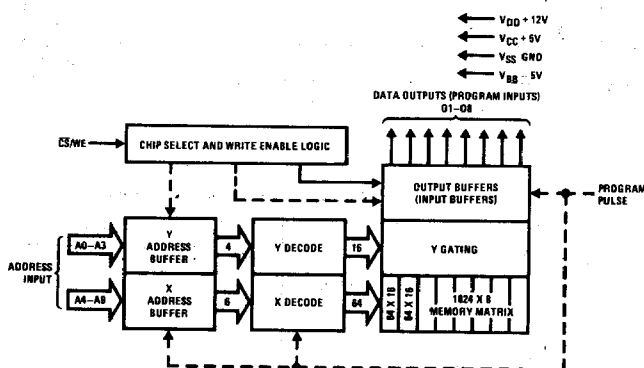 VDD + 12V
VCC + 5V
VSS GND
VBB - 5V
DATA OUTPUTS (PROGRAM INPUTS)
O1-O8
CS/WE
CHIP SELECT AND WRITE ENABLE LOGIC
OUTPUT BUFFERS
(INPUT BUFFERS)
PROGRAM
PULSE
ADDRESS
INPUT
A0-A3
Y
ADDRESS
BUFFER
4
Y DECODE
16
Y GATING
A4-A9
X
ADDRESS
BUFFER
6
X DECODE
64
64 X 16
64 X 16
1024 X 8
MEMORY MATRIX